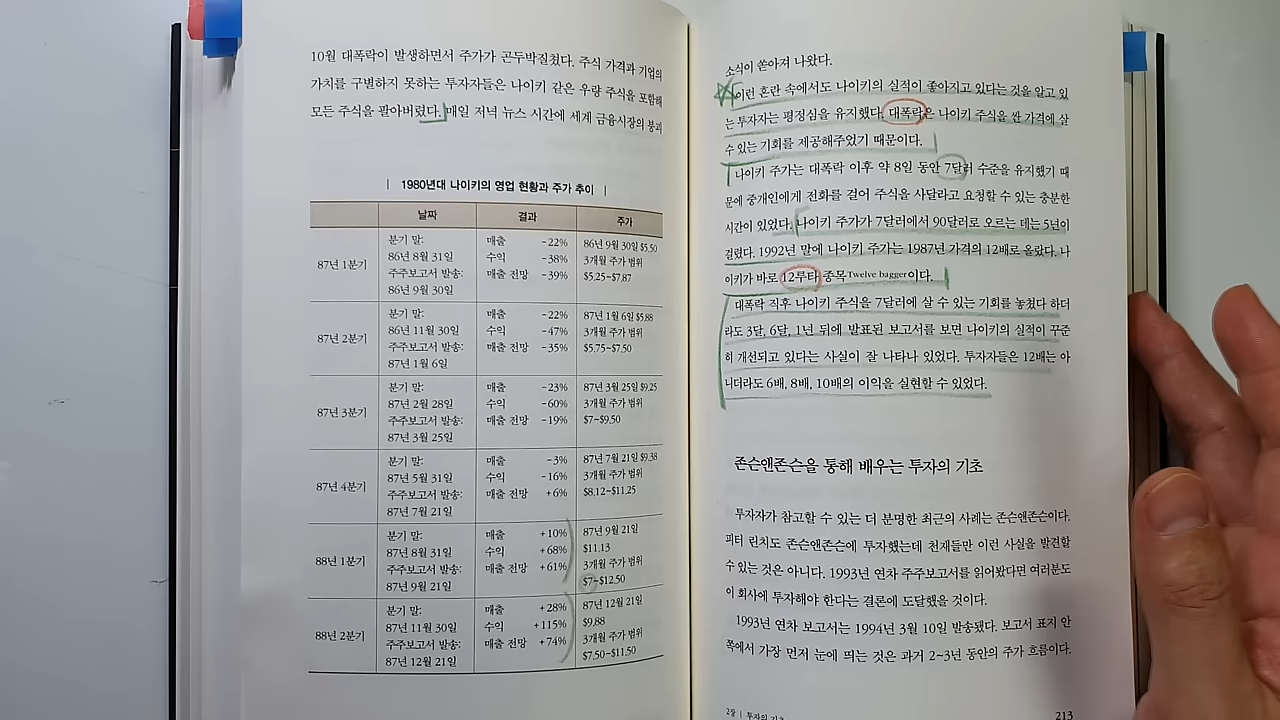 10월 대폭락이 발생하면서 주가가 곤두박질쳤다. 주식 가격과 기업의
가치를 구별하지 못하는 투자자들은 나이키 같은 우량 주식을 포함해
모든 주식을 팔아버렸다. 매일 저녁 뉴스 시간에 세계 금융시장의 붕괴
| 1980년대 나이키의 영업 현황과 주가 추이 |
날짜 결과 주가
87년 1분기
분기 말:
86년 8월 31일
주주보고서 발송:
86년 9월 30일
매출 -22%
수익 -38%
매출 전망 -39%
86년 9월 30일 $5.50
3개월 주가 범위
$5.25~$7.87
87년 2분기
분기 말:
86년 11월 30일
주주보고서 발송:
87년 1월 6일
매출 -22%
수익 -47%
매출 전망 -35%
87년 1월 6일 $5.88
3개월 주가 범위
$5.75~$7.50
87년 3분기
분기 말:
87년 2월 28일
주주보고서 발송:
87년 3월 25일
매출 -23%
수익 -60%
매출 전망 -19%
87년 3월 25일 $9.25
3개월 주가 범위
$7~$9.50
87년 4분기
분기 말:
87년 5월 31일
주주보고서 발송:
87년 7월 21일
매출 -3%
수익 -16%
매출 전망 +6%
87년 7월 21일 $9.38
3개월 주가 범위
$8.12~$11.25
88년 1분기
분기 말:
87년 8월 31일
주주보고서 발송:
87년 9월 21일
매출 +10%
수익 +68%
매출 전망 +61%
87년 9월 21일
$11.13
3개월 주가 범위
$7~$12.50
88년 2분기
분기 말:
87년 11월 30일
주주보고서 발송:
87년 12월 21일
매출 +28%
수익 +115%
매출 전망 +74%
87년 12월 21일
$9.88
3개월 주가 범위
$7.50~$11.50
소식이 쏟아져 나왔다.
이런 혼란 속에서도 나이키의 실적이 좋아지고 있다는 것을 알고 있
는 투자자는 평정심을 유지했다. 대폭락은 나이키 주식을 싼 가격에 살
수 있는 기회를 제공해주었기 때문이다.
나이키 주가는 대폭락 이후 약 8일 동안 7달러 수준을 유지했기 때
문에 중개인에게 전화를 걸어 주식을 사달라고 요청할 수 있는 충분한
시간이 있었다. 나이키 주가가 7달러에서 90달러로 오르는 데는 5년이
걸렸다. 1992년 말에 나이키 주가는 1987년 가격의 12배로 올랐다. 나
이키가 바로 12루타 종목Twelve bagger이다.
대폭락 직후 나이키 주식을 7달러에 살 수 있는 기회를 놓쳤다 하더
라도 3달, 6달, 1년 뒤에 발표된 보고서를 보면 나이키의 실적이 꾸준
히 개선되고 있다는 사실이 잘 나타나 있었다. 투자자들은 12배는 아
니더라도 6배, 8배, 10배의 이익을 실현할 수 있었다.
존슨앤존슨을 통해 배우는 투자의 기초
투자자가 참고할 수 있는 더 분명한 최근의 사례는 존슨앤존슨이다.
피터 린치도 존슨앤존슨에 투자했는데 천재들만 이런 사실을 발견할
수 있는 것은 아니다. 1993년 연차 주주보고서를 읽어봤다면 여러분도
이 회사에 투자해야 한다는 결론에 도달했을 것이다.
1993년 연차 보고서는 1994년 3월 10일 발송됐다. 보고서 표지 안
쪽에서 가장 먼저 눈에 띄는 것은 과거 2~3년 동안의 주가 흐름이다.
2장 | 투자의 기초 213